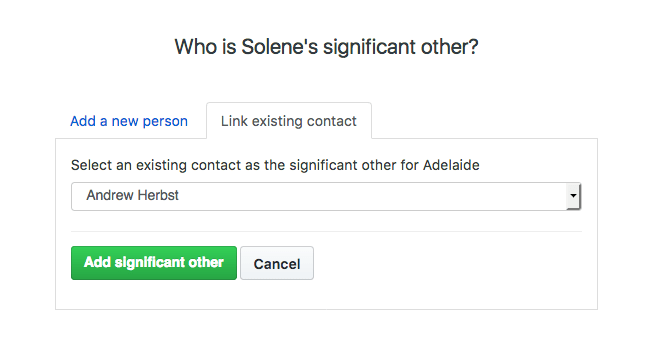 Who is Solene's significant other?
Add a new person
Link existing contact
Select an existing contact as the significant other for Adelaide
Andrew Herbst
Add significant other
Cancel